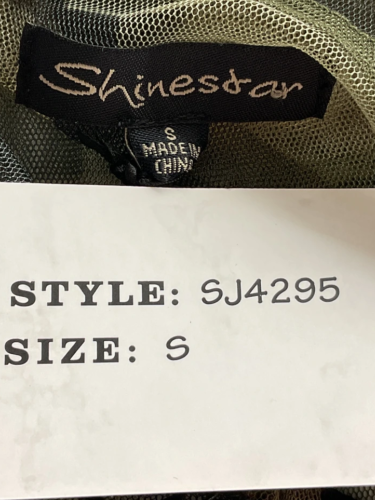 Shinestar
S
MADE IN
CHINA
STYLE: SJ4295
SIZE: S